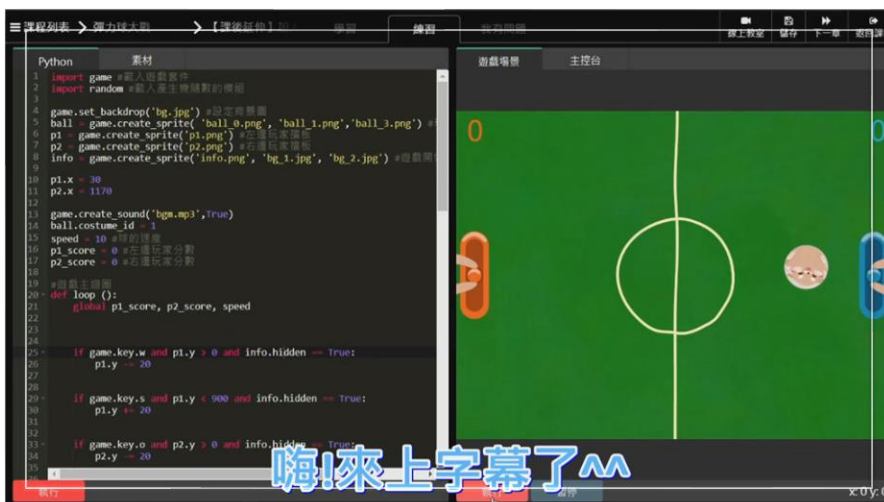 課程列表 彈力球大戰 【課後延伸】 學習 練習 我有問題 線上教室 儲存 下一章
Python 素材 遊戲場景 主控台
1 import game #載入遊戲套件
2 import random #載入產生隨機數的模組
3
4 game.set_backdrop('bg.jpg') #設定背景圖
5 ball = game.create_sprite( 'ball_0.png', 'ball_1.png','ball_3.png')
6 p1 = game.create_sprite('p1.png') #左邊玩家擋板
7 p2 = game.create_sprite('p2.png') #右邊玩家擋板
8 info = game.create_sprite('info.png', 'bg_1.jpg', 'bg_2.jpg')
9
10 p1.x = 30
11 p2.x = 1170
12
13 game.create_sound('bgm.mp3',True)
14 ball.costume_id = 1
15 speed = 10 #球的速度
16 p1_score = 0 #左邊玩家分數
17 p2_score = 0 #右邊玩家分數
18
19 #遊戲主迴圈
20 def loop ():
21 global p1_score, p2_score, speed
22
23
24
25 if game.key.w and p1.y > 0 and info.hidden == True:
26 p1.y -= 20
27
28
29 if game.key.s and p1.y < 900 and info.hidden == True:
30 p1.y += 20
31
32
33 if game.key.o and p2.y > 0 and info.hidden == True:
34 p2.y -= 20
35
0
0
嗨!來上字幕了^^
執行 執行 暫停